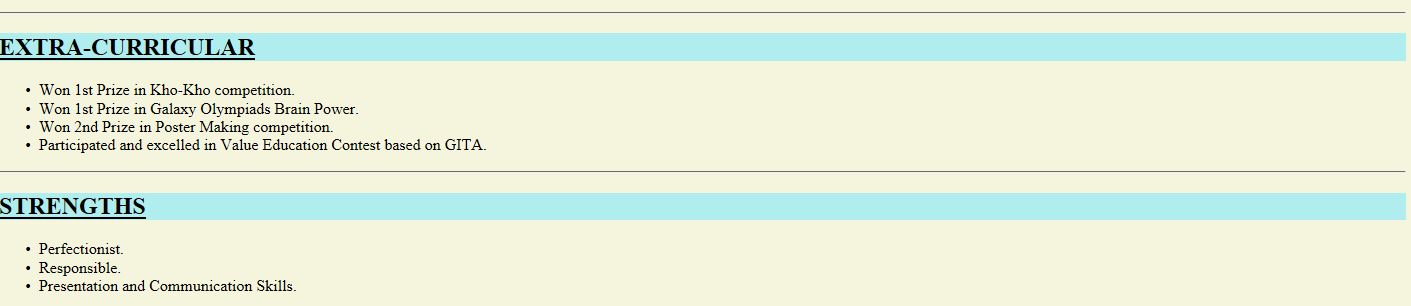 EXTRA-CURRICULAR
• Won 1st Prize in Kho-Kho competition.
• Won 1st Prize in Galaxy Olympiads Brain Power.
• Won 2nd Prize in Poster Making competition.
• Participated and excelled in Value Education Contest based on GITA.
STRENGTHS
• Perfectionist.
• Responsible.
• Presentation and Communication Skills.